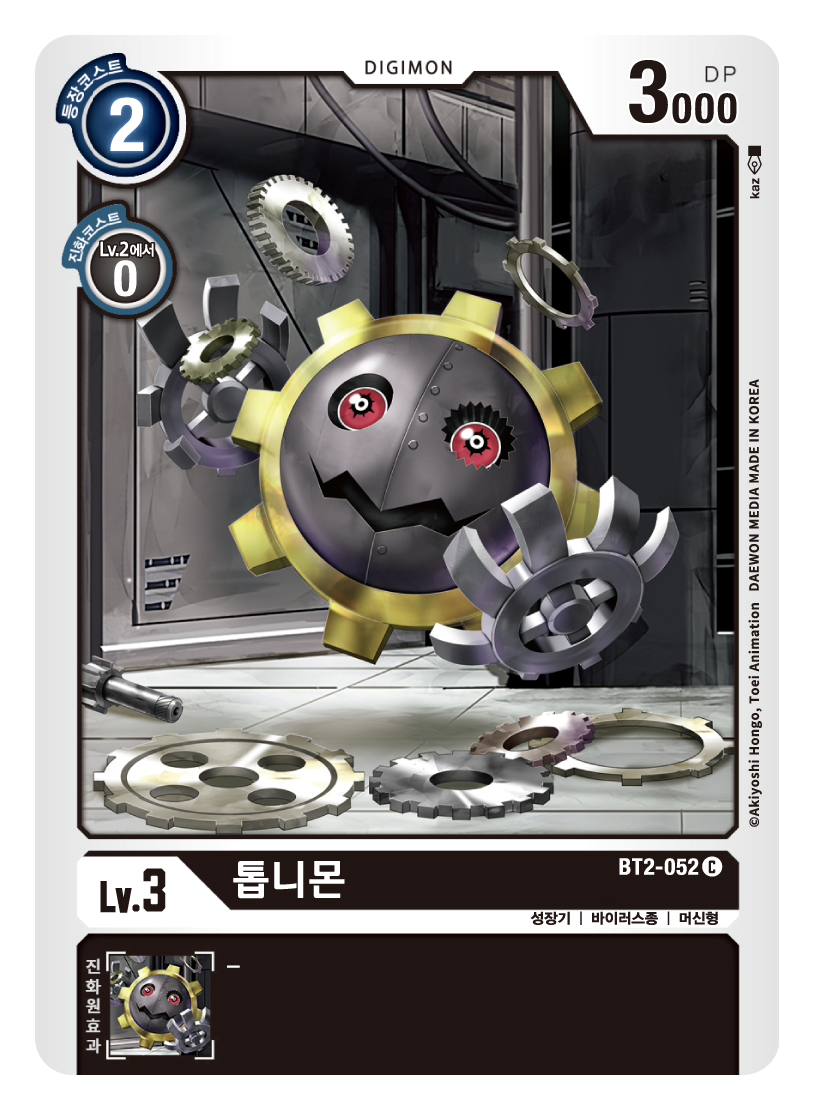 DIGIMON
등장코스트
2
DP
3000
kaz
진화코스트
Lv.2에서
0
©Akiyoshi Hongo, Toei Animation DAEWON MEDIA MADE IN KOREA
Lv.3
톱니몬
BT2-052 C
성장기 | 바이러스종 | 머신형
진화원효과
–